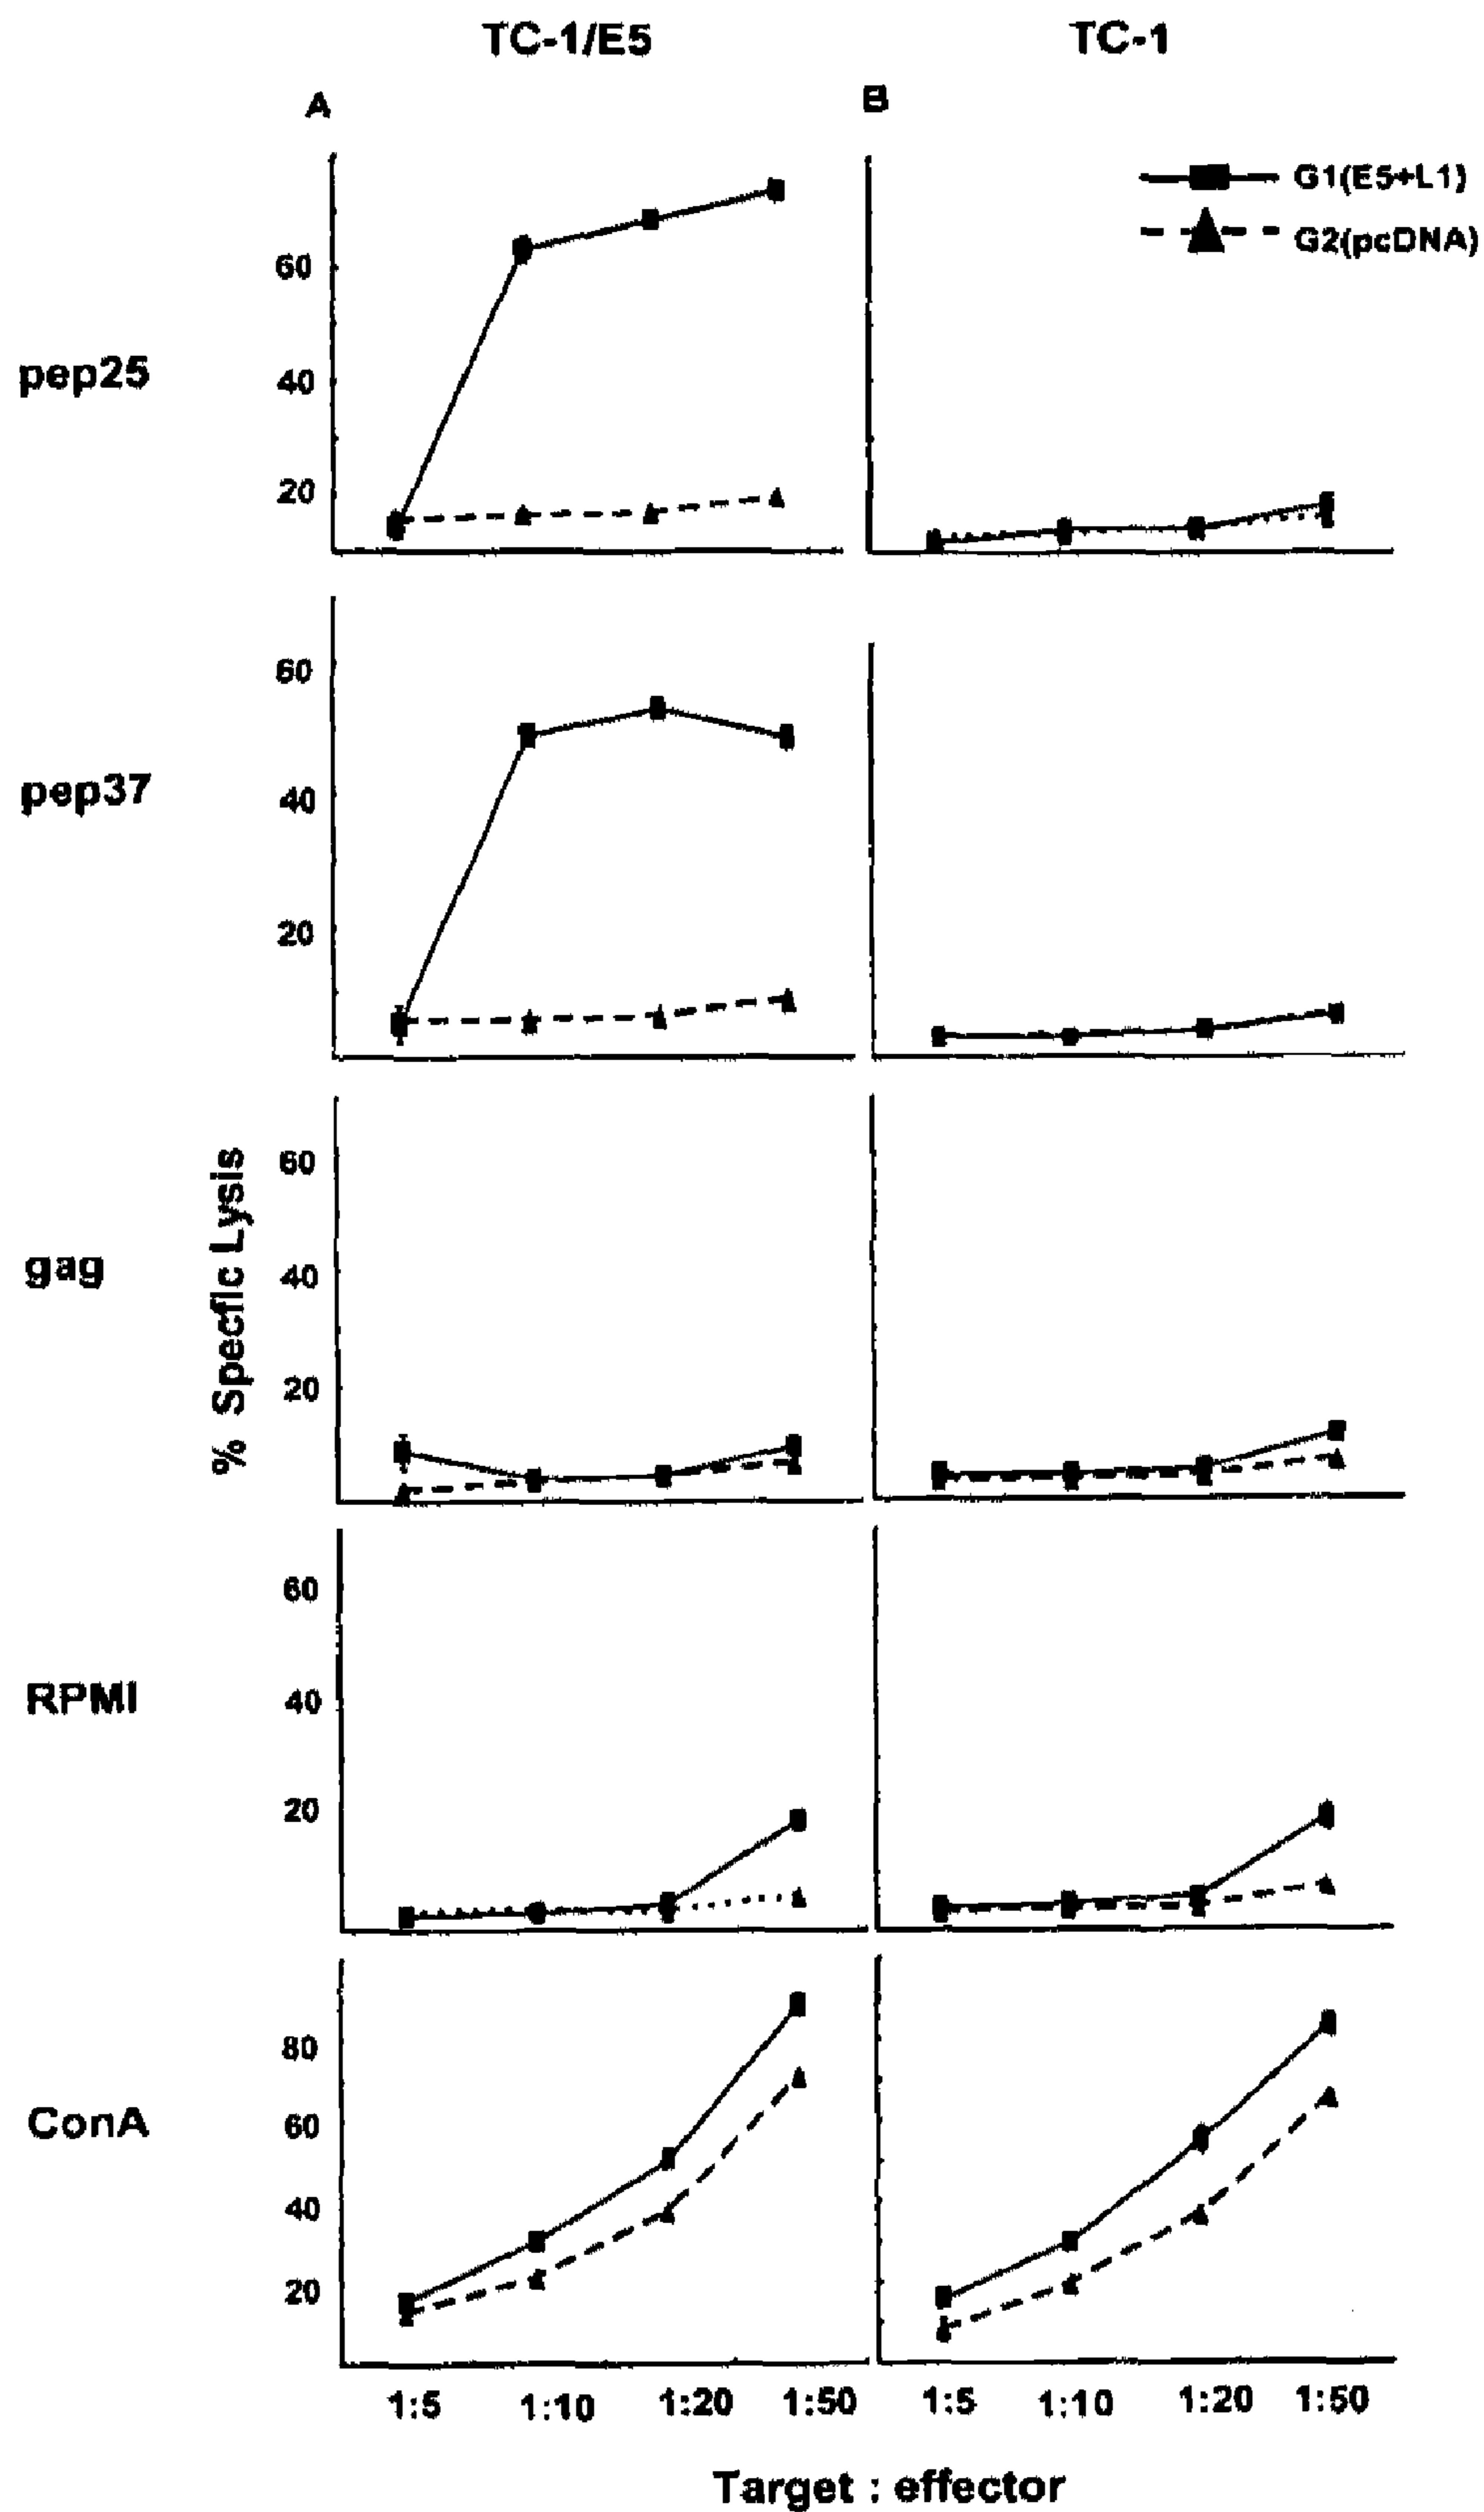 TC-1/E5 TC-1
A B
G1(E5+L1)
G2(pcDNA)
60
pep25 40
20
60
pep37 40
20
% Specfic Lysis
60
gag 40
20
60
RPMI 40
20
80
ConA 60
40
20
1:5 1:10 1:20 1:50 1:5 1:10 1:20 1:50
Target : effector